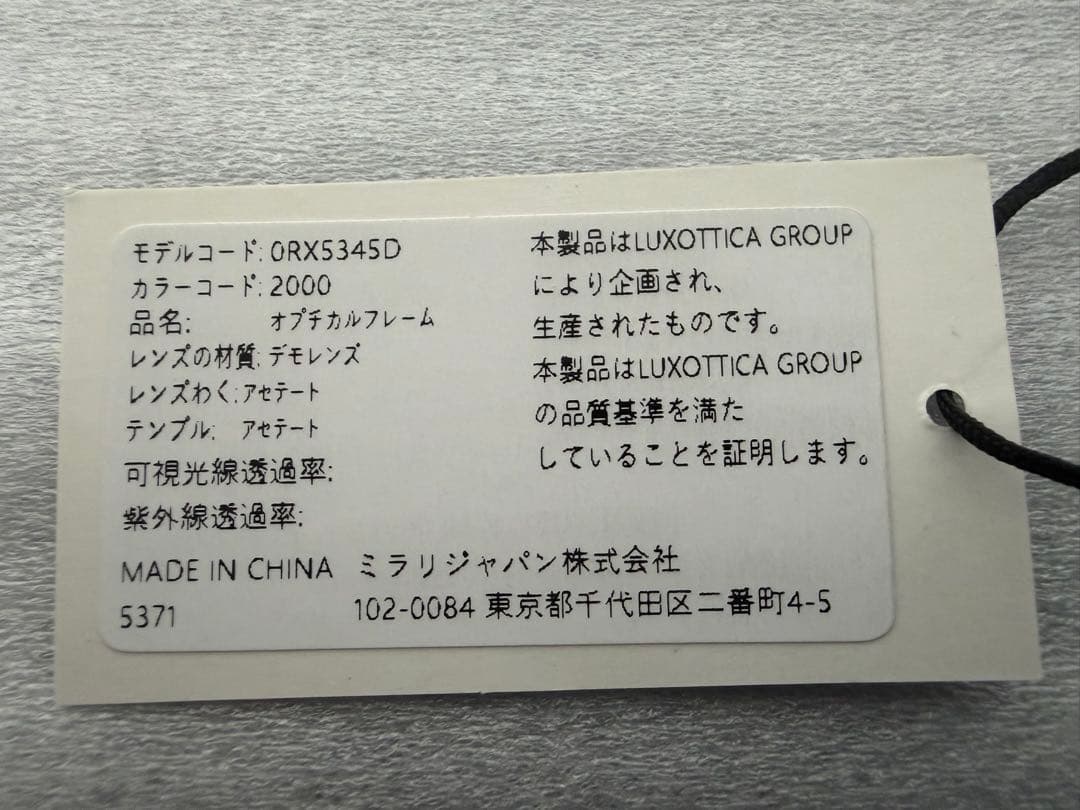 モデルコード: 0RX5345D
カラーコード: 2000
品名: オプチカルフレーム
レンズの材質: デモレンズ
レンズわく: アセテート
テンプル: アセテート
可視光線透過率:
紫外線透過率:
本製品はLUXOTTICA GROUP
により企画され、
生産されたものです。
本製品はLUXOTTICA GROUP
の品質基準を満た
していることを証明します。
MADE IN CHINA ミラリジャパン株式会社
5371 102-0084 東京都千代田区二番町4-5